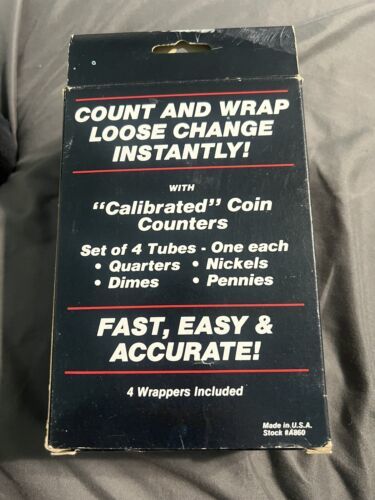 COUNT AND WRAP
LOOSE CHANGE
INSTANTLY!
WITH
"Calibrated" Coin
Counters
Set of 4 Tubes - One each
• Quarters • Nickels
• Dimes • Pennies
FAST, EASY &
ACCURATE!
4 Wrappers Included
Made in U.S.A.
Stock #A860